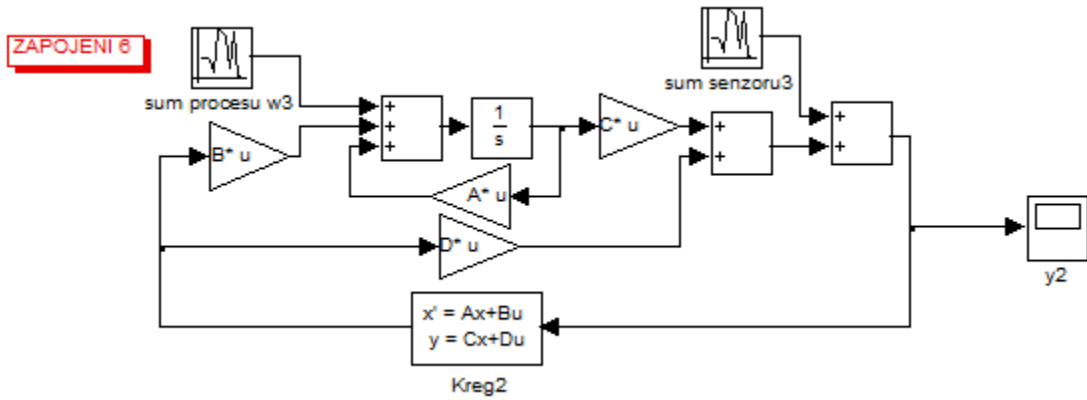 ZAPOJENI 6
sum procesu w3
sum senzoru3
+
+
+
1
s
C* u
+
+
+
+
B* u
A* u
D* u
y2
x' = Ax+Bu
y = Cx+Du
Kreg2